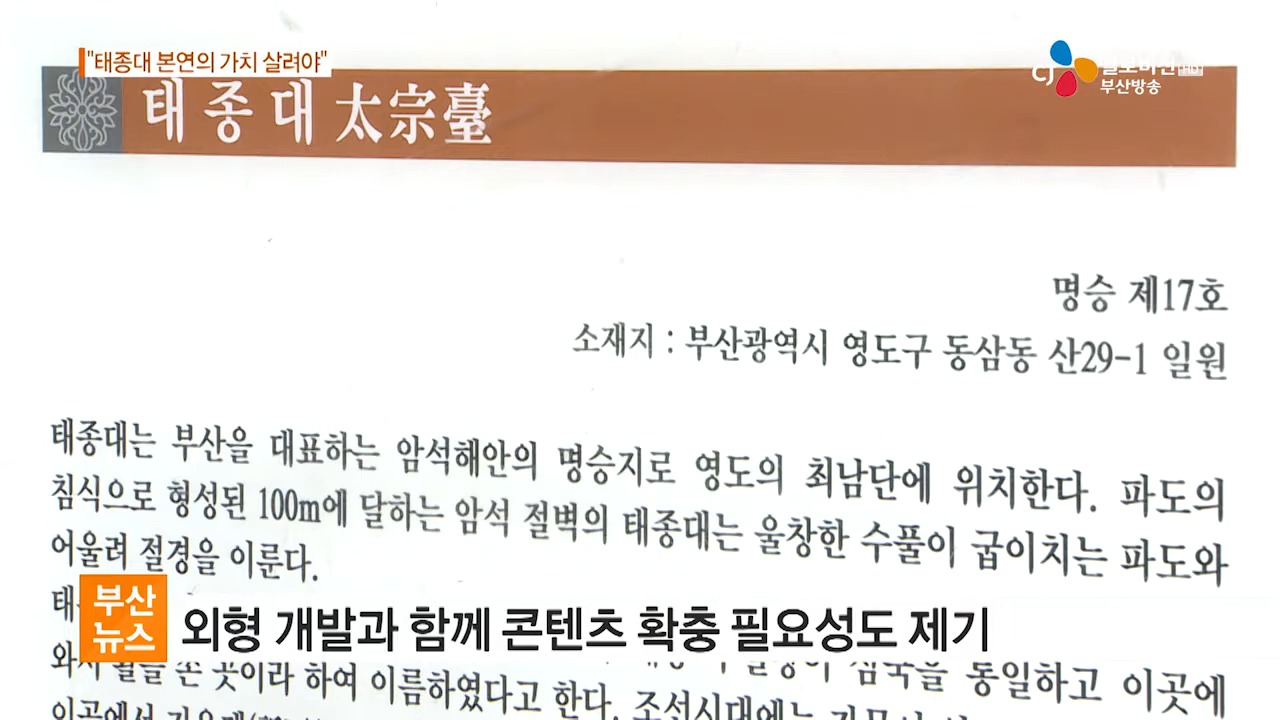 "태종대 본연의 가치 살려야"
CJ 헬로비전
부산방송
태종대 太宗臺
명승 제17호
소재지 : 부산광역시 영도구 동삼동 산29-1 일원
태종대는 부산을 대표하는 암석해안의 명승지로 영도의 최남단에 위치한다. 파도의
침식으로 형성된 100m에 달하는 암석 절벽의 태종대는 울창한 수풀이 굽이치는 파도와
어울려 절경을 이룬다.
부산
뉴스
외형 개발과 함께 콘텐츠 확충 필요성도 제기
통일하고 이곳에
곳이라 하여 이름하였다고 한다. 조선시대에는